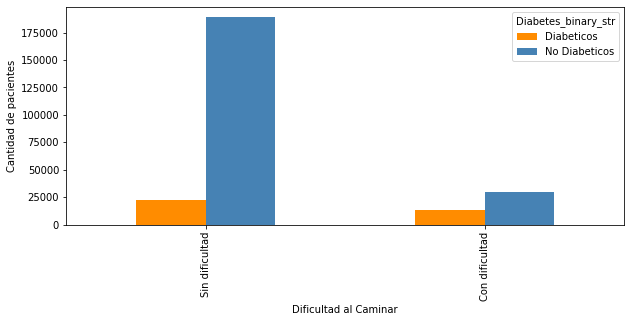 Diabetes_binary_str
Diabeticos
No Diabeticos
175000
150000
125000
100000
75000
50000
25000
0
Cantidad de pacientes
Sin dificultad
Con dificultad
Dificultad al Caminar